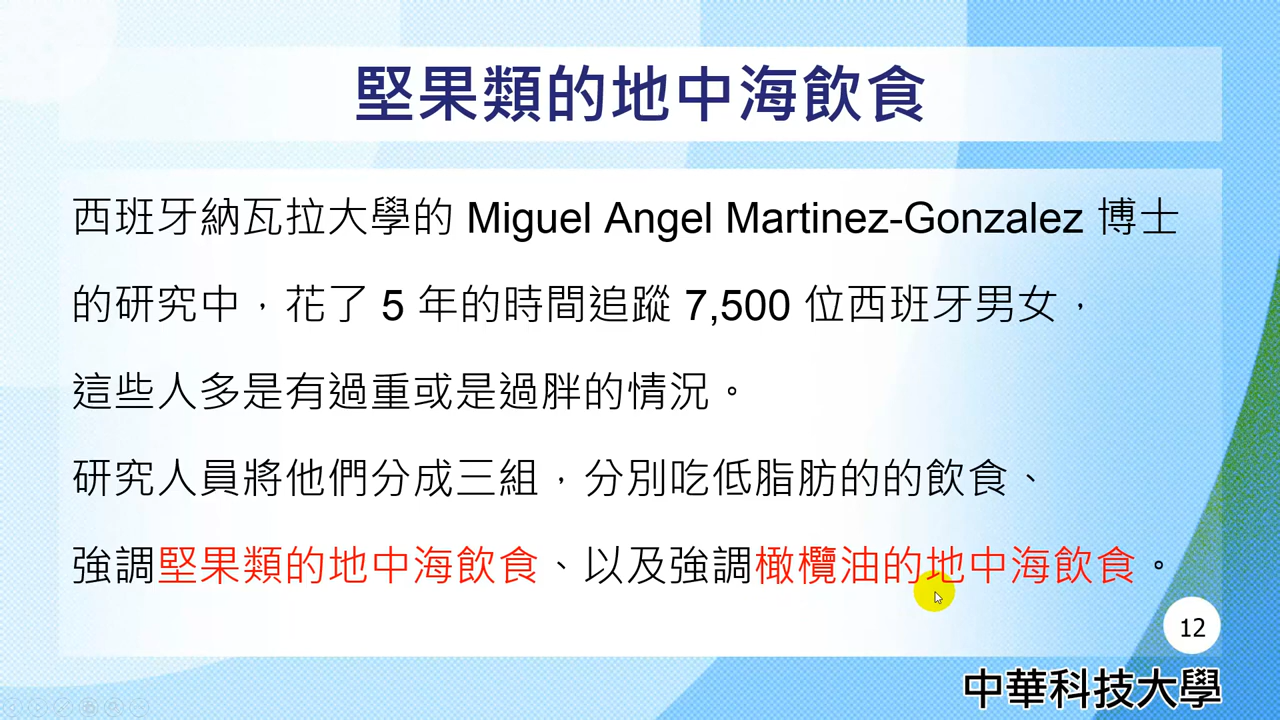 堅果類的地中海飲食
西班牙納瓦拉大學的 Miguel Angel Martinez-Gonzalez 博士
的研究中，花了 5 年的時間追蹤 7,500 位西班牙男女，
這些人多是有過重或是過胖的情況。
研究人員將他們分成三組，分別吃低脂肪的的飲食、
強調堅果類的地中海飲食、以及強調橄欖油的地中海飲食。
12
中華科技大學